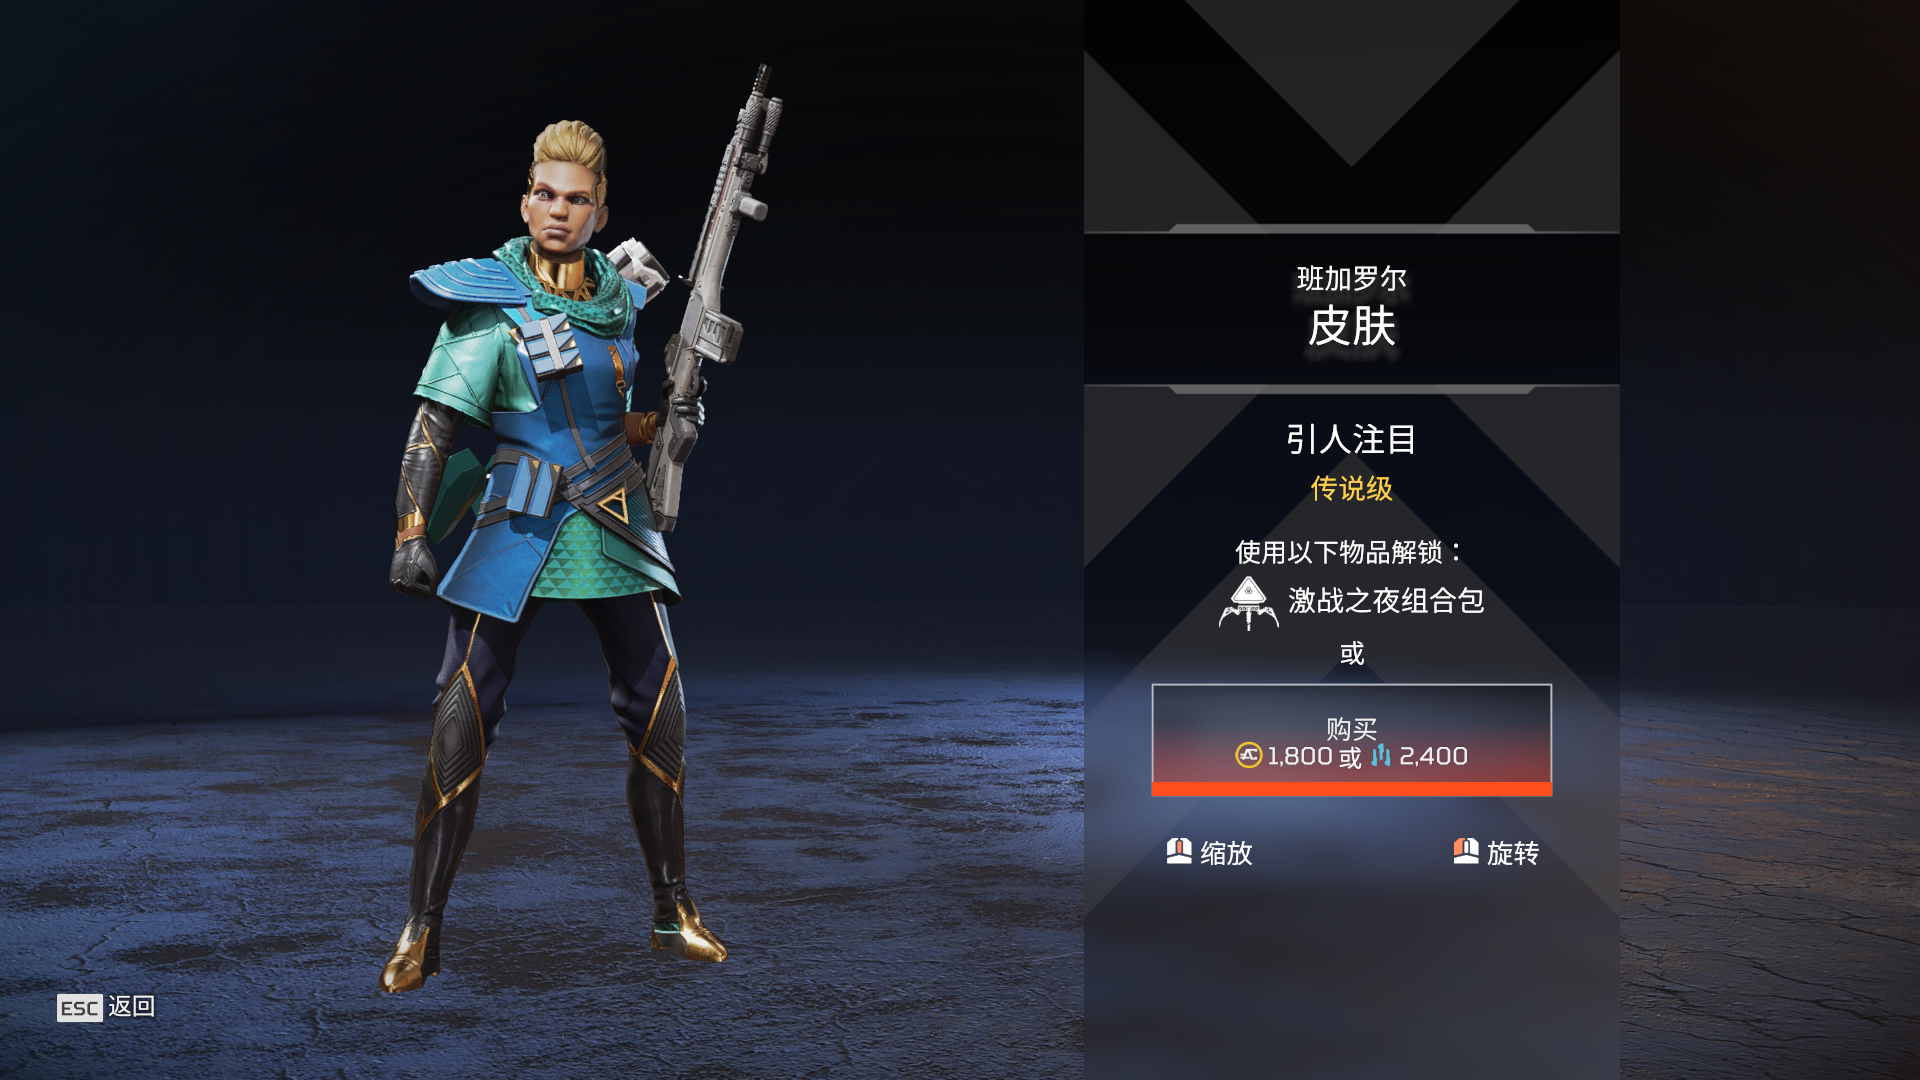 班加罗尔
皮肤
引人注目
传说级
使用以下物品解锁：
激战之夜组合包
或
购买
1,800 或 2,400
缩放 旋转
ESC 返回